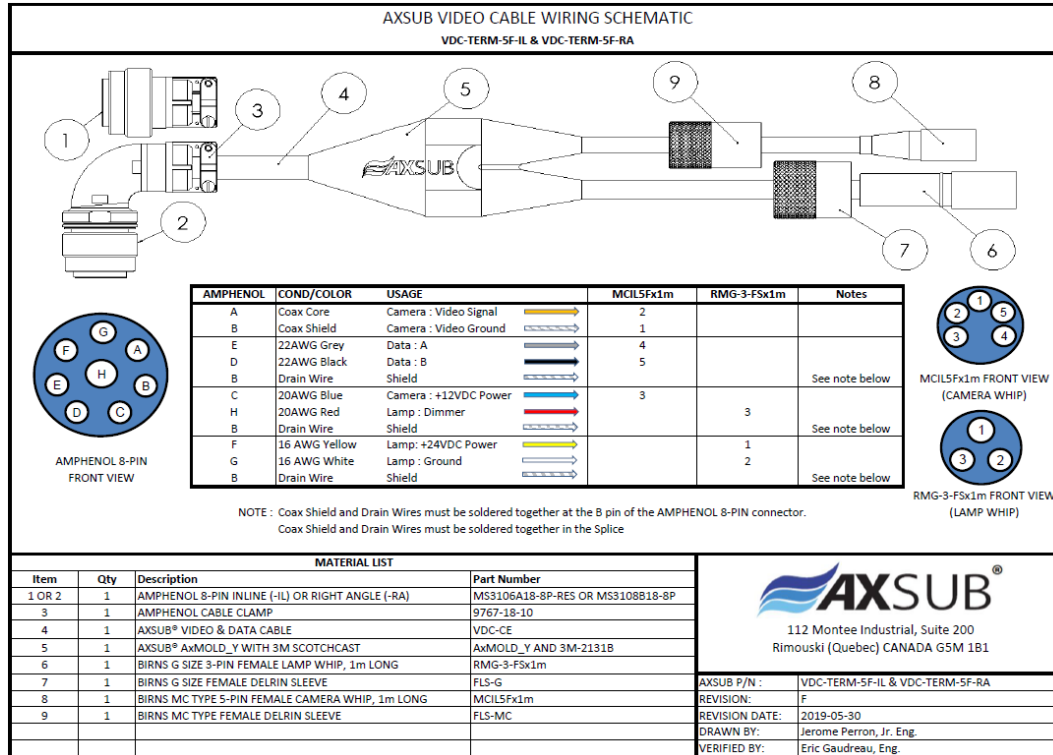 AXSUB VIDEO CABLE WIRING SCHEMATIC
VDC-TERM-5F-IL & VDC-TERM-5F-RA
1
2
3
4
5
9
8
7
6
AXSUB
AMPHENOL COND/COLOR USAGE MCIL5Fx1m RMG-3-FSx1m Notes
A Coax Core Camera : Video Signal 2
B Coax Shield Camera : Video Ground 1
E 22AWG Grey Data : A 4
D 22AWG Black Data : B 5
B Drain Wire Shield See note below
C 20AWG Blue Camera : +12VDC Power 3
H 20AWG Red Lamp : Dimmer 3
B Drain Wire Shield See note below
F 16 AWG Yellow Lamp: +24VDC Power 1
G 16 AWG White Lamp : Ground 2
B Drain Wire Shield See note below
G
F A
H
E B
D C
AMPHENOL 8-PIN
FRONT VIEW
1
2 5
3 4
MCIL5Fx1m FRONT VIEW
(CAMERA WHIP)
1
3 2
RMG-3-FSx1m FRONT VIEW
(LAMP WHIP)
NOTE : Coax Shield and Drain Wires must be soldered together at the B pin of the AMPHENOL 8-PIN connector.
Coax Shield and Drain Wires must be soldered together in the Splice
MATERIAL LIST
Item Qty Description Part Number
1 OR 2 1 AMPHENOL 8-PIN INLINE (-IL) OR RIGHT ANGLE (-RA) MS3106A18-8P-RES OR MS3108B18-8P
3 1 AMPHENOL CABLE CLAMP 9767-18-10
4 1 AXSUB® VIDEO & DATA CABLE VDC-CE
5 1 AXSUB® AxMOLD_Y WITH 3M SCOTCHCAST AxMOLD_Y AND 3M-2131B
6 1 BIRNS G SIZE 3-PIN FEMALE LAMP WHIP, 1m LONG RMG-3-FSx1m
7 1 BIRNS G SIZE FEMALE DELRIN SLEEVE FLS-G
8 1 BIRNS MC TYPE 5-PIN FEMALE CAMERA WHIP, 1m LONG MCIL5Fx1m
9 1 BIRNS MC TYPE FEMALE DELRIN SLEEVE FLS-MC
AXSUB®
112 Montee Industrial, Suite 200
Rimouski (Quebec) CANADA G5M 1B1
AXSUB P/N : VDC-TERM-5F-IL & VDC-TERM-5F-RA
REVISION: F
REVISION DATE: 2019-05-30
DRAWN BY: Jerome Perron, Jr. Eng.
VERIFIED BY: Eric Gaudreau, Eng.